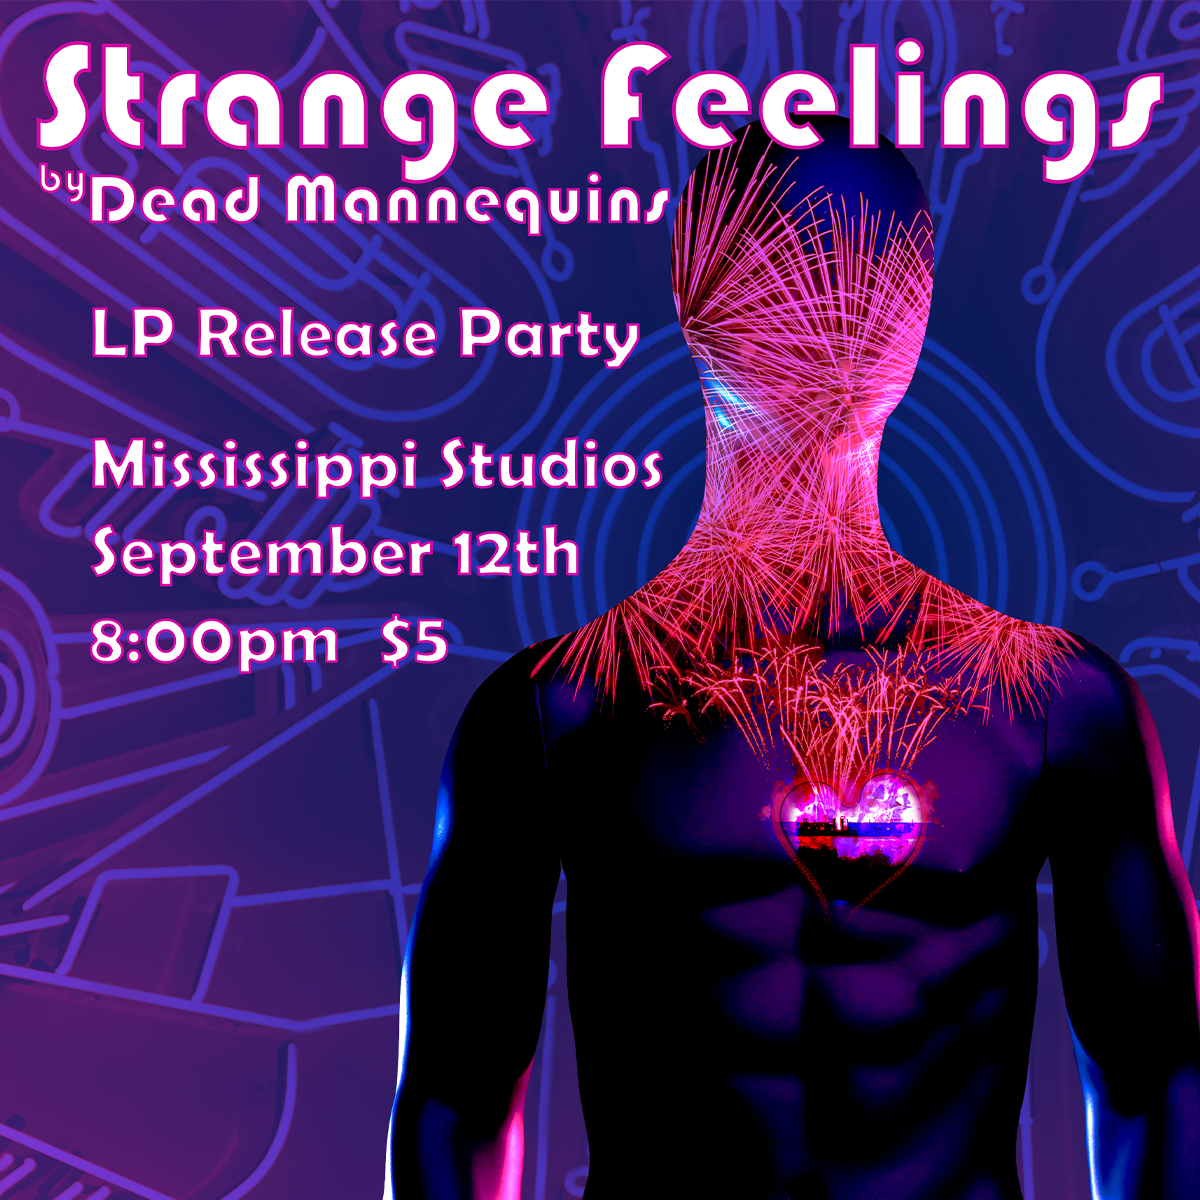 Strange Feelings
by Dead Mannequins
LP Release Party
Mississippi Studios
September 12th
8:00pm $5